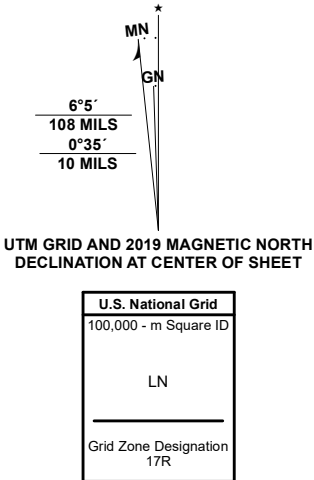 ★
MN
GN
6°5´
108 MILS
0°35´
10 MILS
UTM GRID AND 2019 MAGNETIC NORTH
DECLINATION AT CENTER OF SHEET
U.S. National Grid
100,000 - m Square ID
LN
Grid Zone Designation
17R